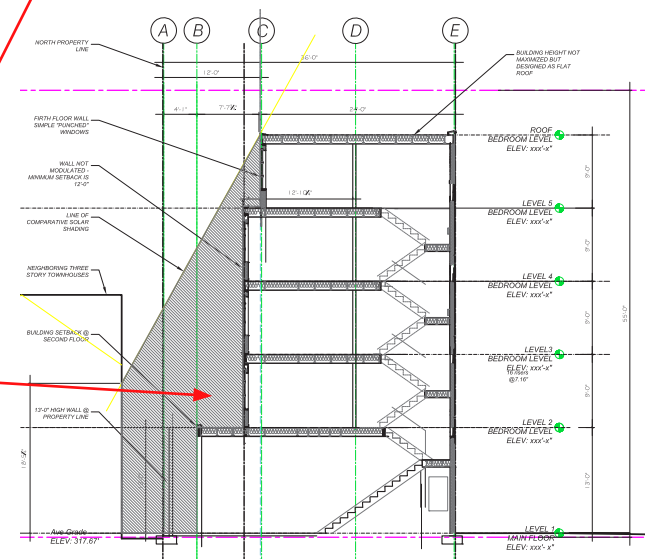 A B C D E
NORTH PROPERTY
LINE
36'-0"
12'-0"
BUILDING HEIGHT NOT
MAXIMIZED BUT
DESIGNED AS FLAT
ROOF
4'-1"
24'-0"
FIRTH FLOOR WALL
SIMPLE "PUNCHED"
WINDOWS
ROOF
BEDROOM LEVEL
ELEV: xxx'-x"
WALL NOT
MODULATED -
MINIMUM SETBACK IS
12'-0"
9'-0"
LEVEL 5
BEDROOM LEVEL
ELEV: xxx'-x"
LINE OF
COMPARATIVE SOLAR
SHADING
9'-0"
NEIGHBORING THREE
STORY TOWNHOUSES
LEVEL 4
BEDROOM LEVEL
ELEV: xxx'-x"
9'-0"
55'-0"
BUILDING SETBACK @
SECOND FLOOR
LEVEL3
BEDROOM LEVEL
ELEV: xxx'-x"
16 risers
@7.16"
9'-0"
13'-0" HIGH WALL @
PROPERTY LINE
LEVEL 2
BEDROOM LEVEL
ELEV: xxx'-x"
13'-0"
Ave Grade
ELEV: 317.67'
LEVEL 1
MAIN FLOOR
ELEV: xxx'- x"